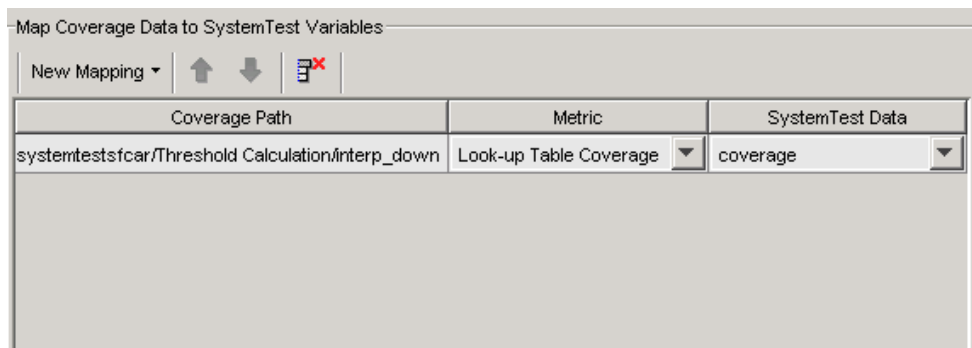 Map Coverage Data to SystemTest Variables
New Mapping
Coverage Path Metric SystemTest Data
systemtestsfcar/Threshold Calculation/interp_down Look-up Table Coverage coverage